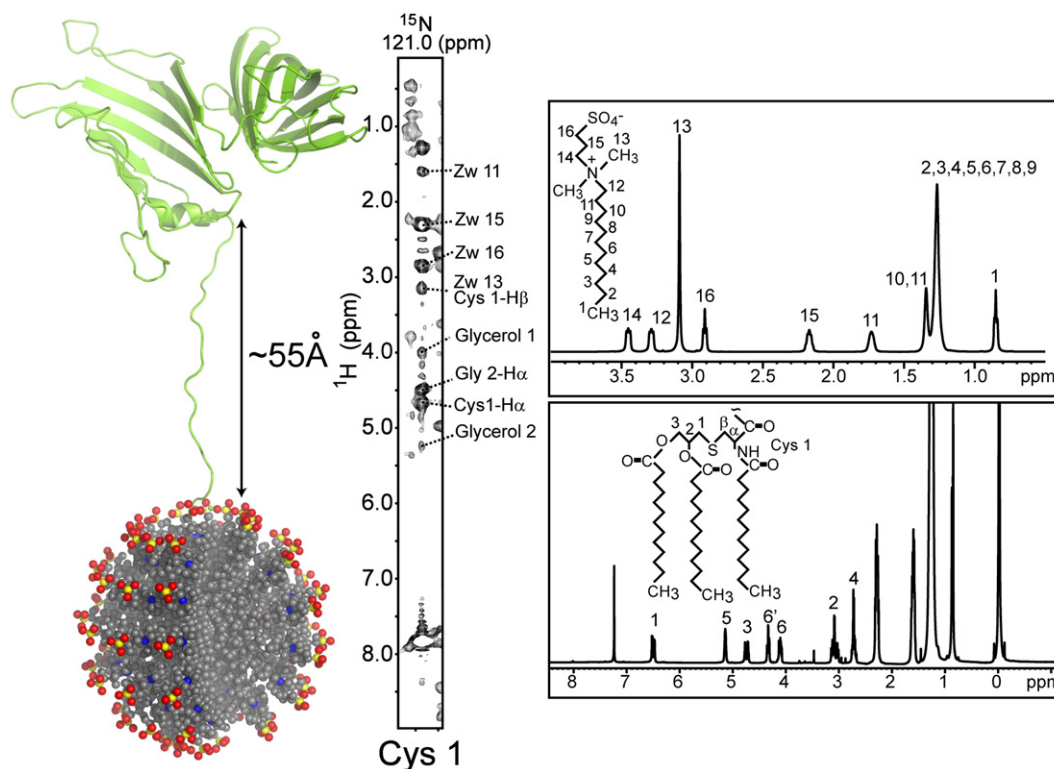 ~55Å
15N
121.0 (ppm)
1H (ppm)
1.0
2.0
3.0
4.0
5.0
6.0
7.0
8.0
Zw 11
Zw 15
Zw 16
Zw 13
Cys 1-Hβ
Glycerol 1
Gly 2-Hα
Cys1-Hα
Glycerol 2
Cys 1
SO4-
16
15
13
14
N
+
CH3
CH3
12
11
10
9
8
7
6
5
4
3
2
1CH3
13
2,3,4,5,6,7,8,9
10,11
1
14
12
16
15
11
3.5
3.0
2.0
1.0
ppm
3
2
1
β
α
C=O
O
S
NH
Cys 1
O=C
O
C=O
C=O
CH3
CH3
CH3
1
5
3
6'
6
2
4
8
7
6
5
4
3
2
1
0
ppm